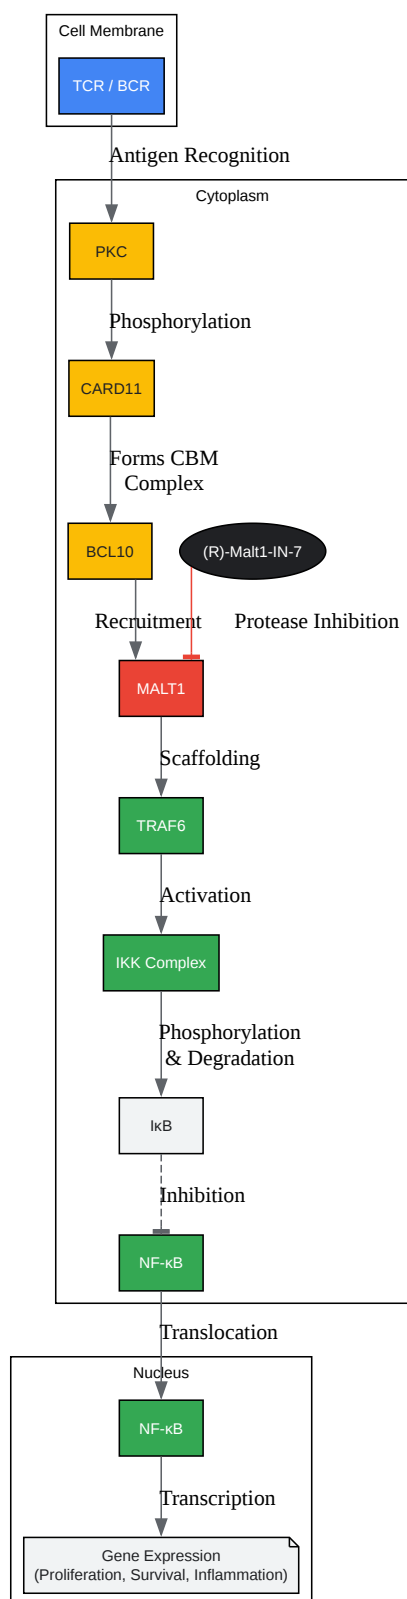 Cell Membrane
TCR / BCR
Antigen Recognition
Cytoplasm
PKC
Phosphorylation
CARD11
Forms CBM
Complex
BCL10
(R)-Malt1-IN-7
Recruitment
Protease Inhibition
MALT1
Scaffolding
TRAF6
Activation
IKK Complex
Phosphorylation
& Degradation
IκB
Inhibition
NF-κB
Translocation
Nucleus
NF-κB
Transcription
Gene Expression
(Proliferation, Survival, Inflammation)